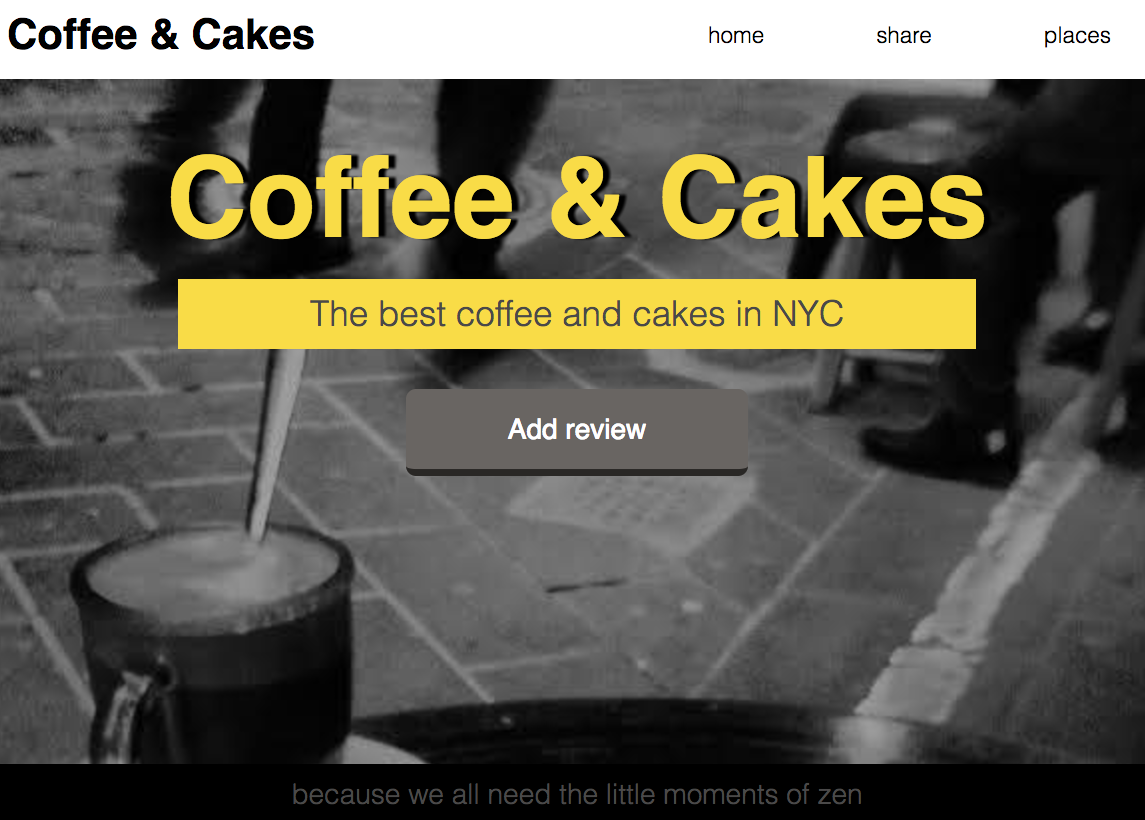 Coffee & Cakes
home share places
Coffee & Cakes
The best coffee and cakes in NYC
Add review
because we all need the little moments of zen